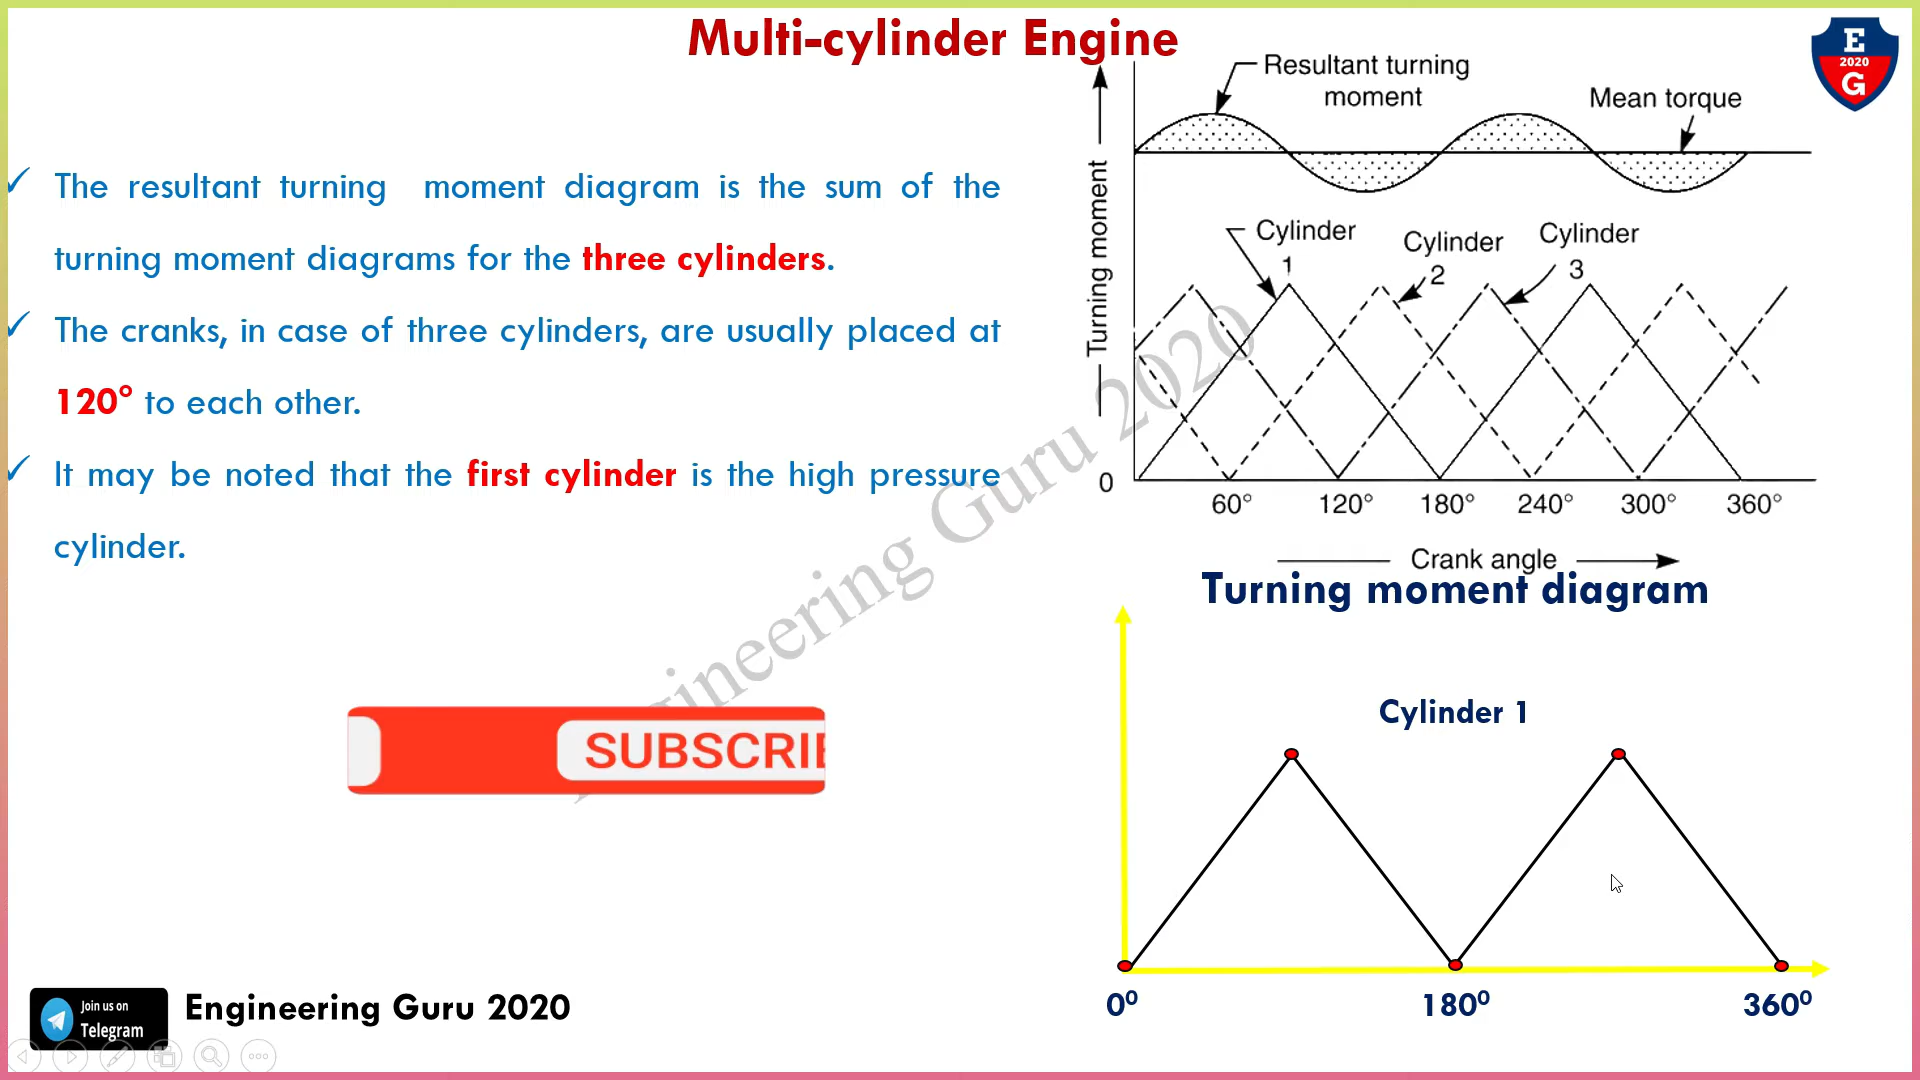 Multi-cylinder Engine
E
2020
G
The resultant turning moment diagram is the sum of the
turning moment diagrams for the three cylinders.
The cranks, in case of three cylinders, are usually placed at
120° to each other.
It may be noted that the first cylinder is the high pressure
cylinder.
Resultant turning
moment
Mean torque
Turning moment
Cylinder
1
Cylinder
2
Cylinder
3
0
60° 120° 180° 240° 300° 360°
Crank angle
Turning moment diagram
Cylinder 1
0⁰ 180⁰ 360⁰
Guru 2020
SUBSCRIB
Join us on
Telegram
Engineering Guru 2020